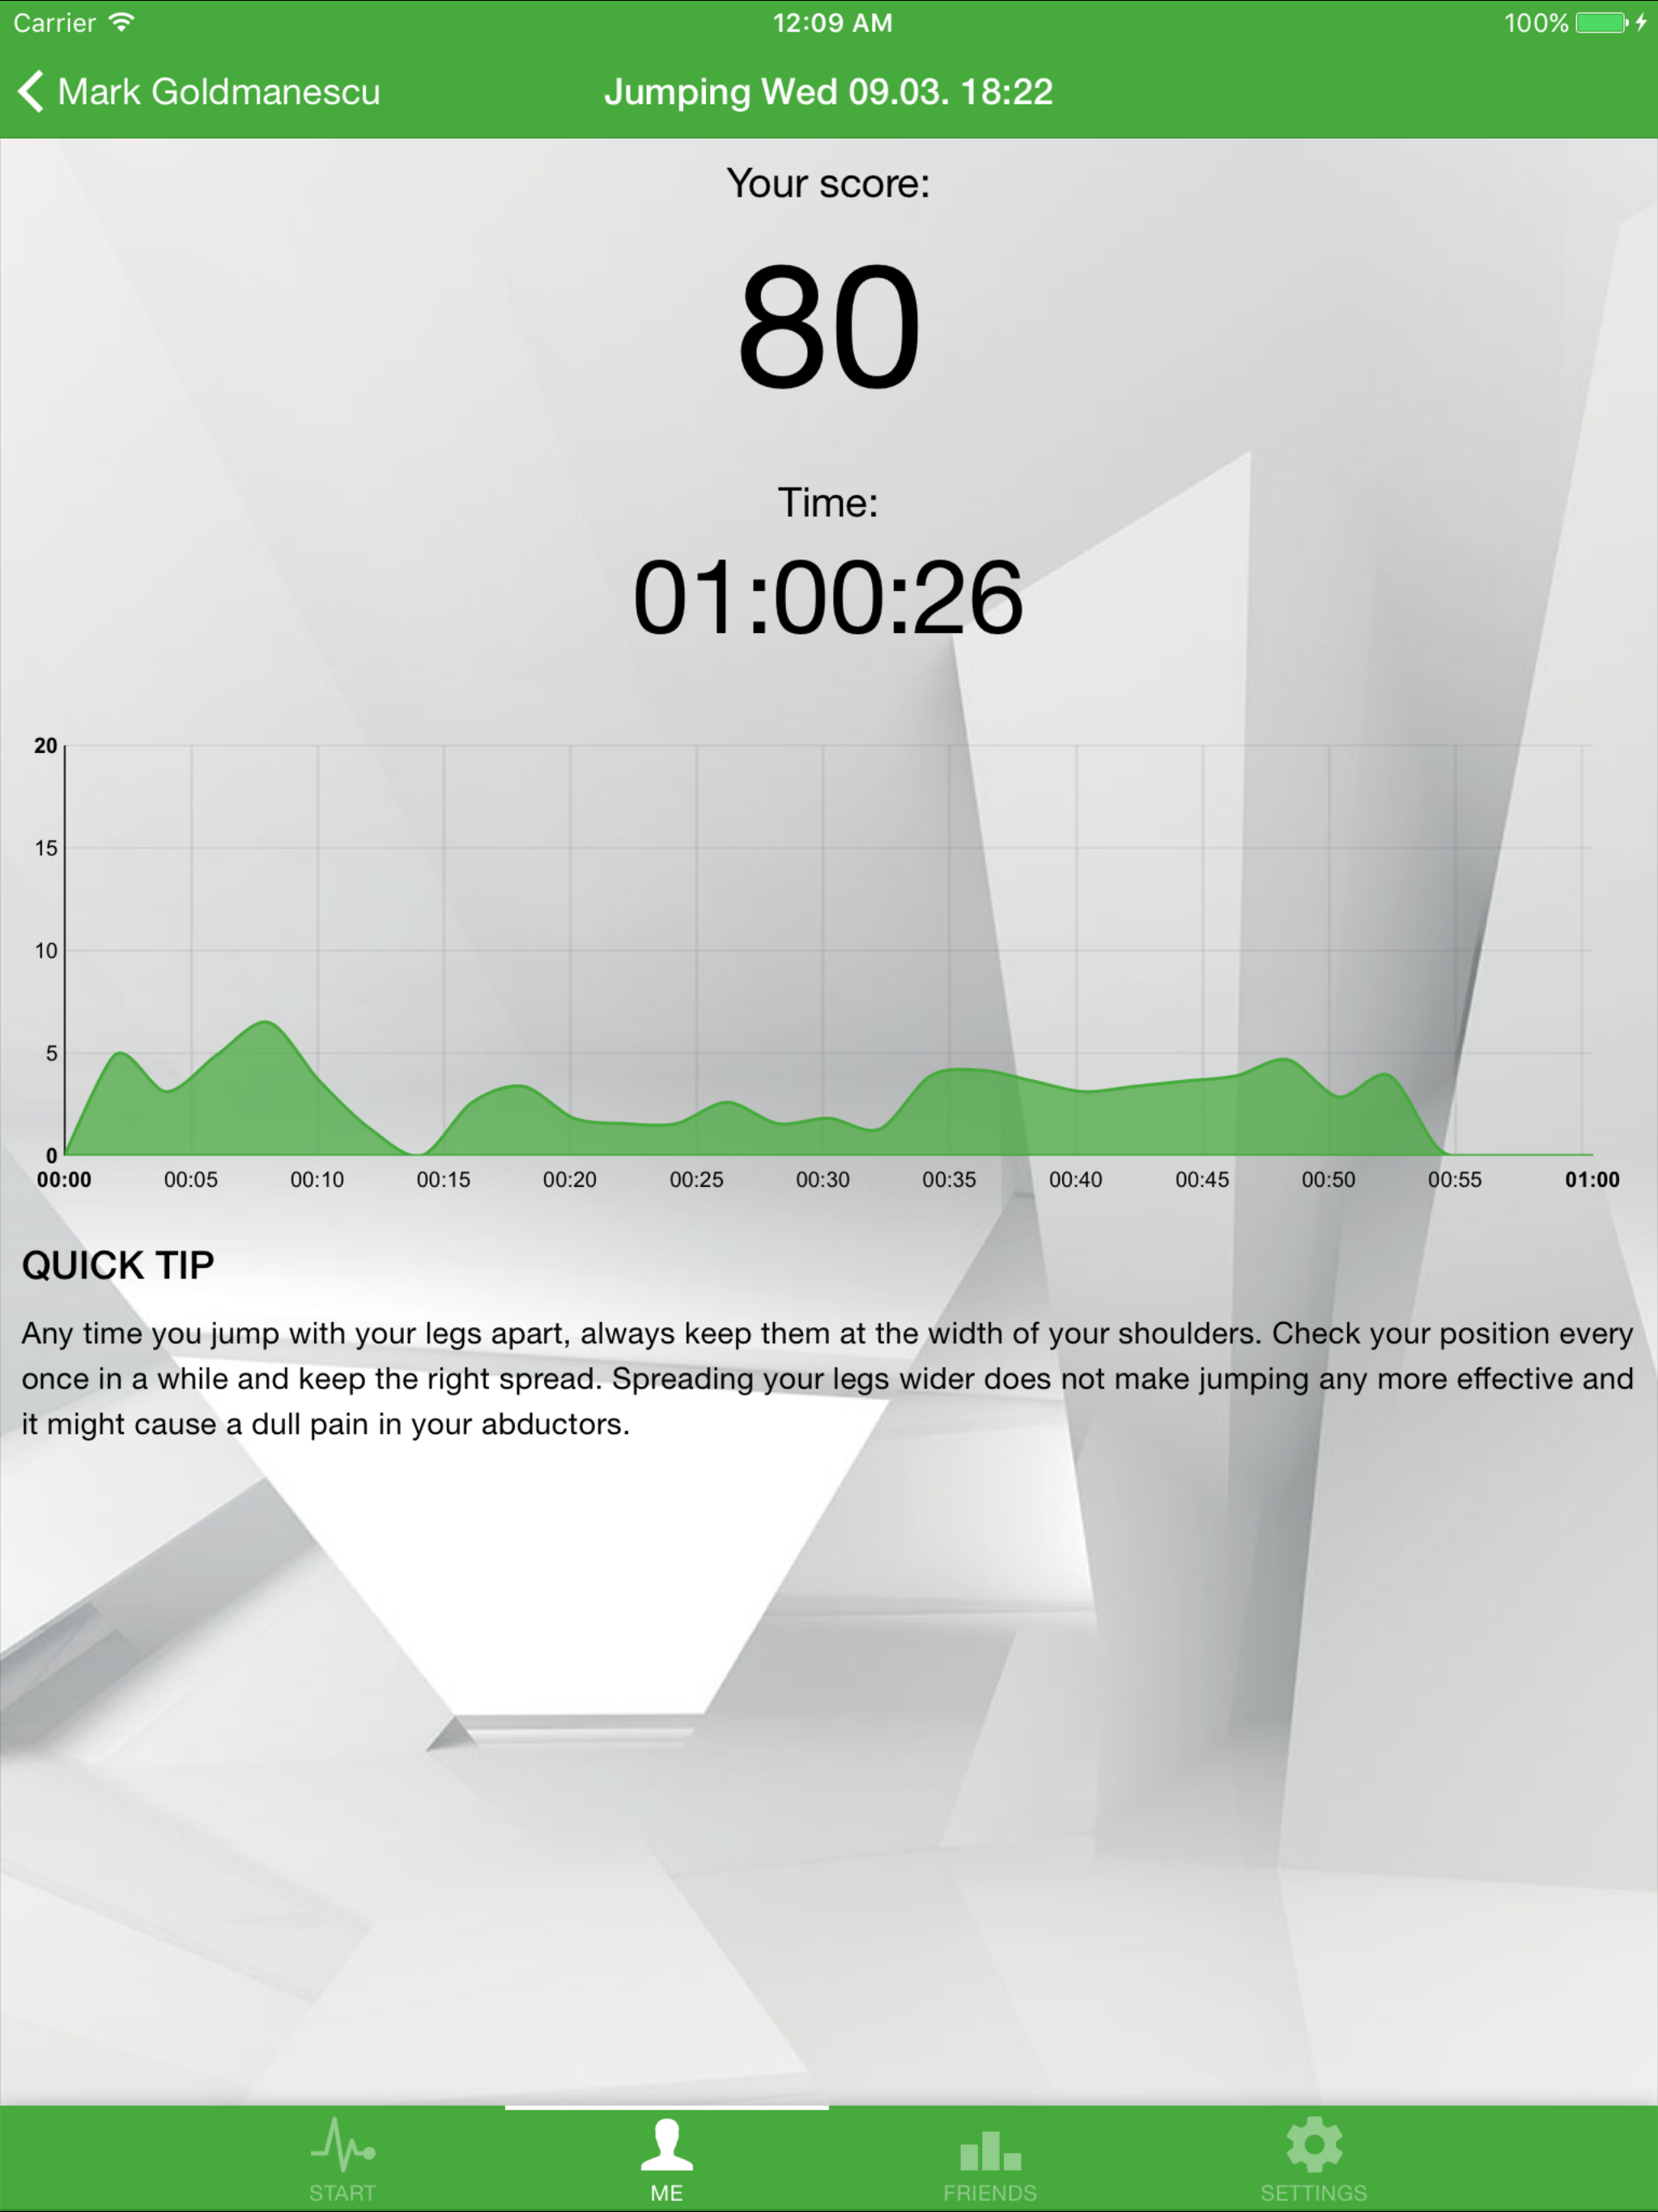 Carrier
12:09 AM
100%
Mark Goldmanescu
Jumping Wed 09.03. 18:22
Your score:
80
Time:
01:00:26
20
15
10
5
0
00:00 00:05 00:10 00:15 00:20 00:25 00:30 00:35 00:40 00:45 00:50 00:55 01:00
QUICK TIP
Any time you jump with your legs apart, always keep them at the width of your shoulders. Check your position every
once in a while and keep the right spread. Spreading your legs wider does not make jumping any more effective and
it might cause a dull pain in your abductors.
START
ME
FRIENDS
SETTINGS